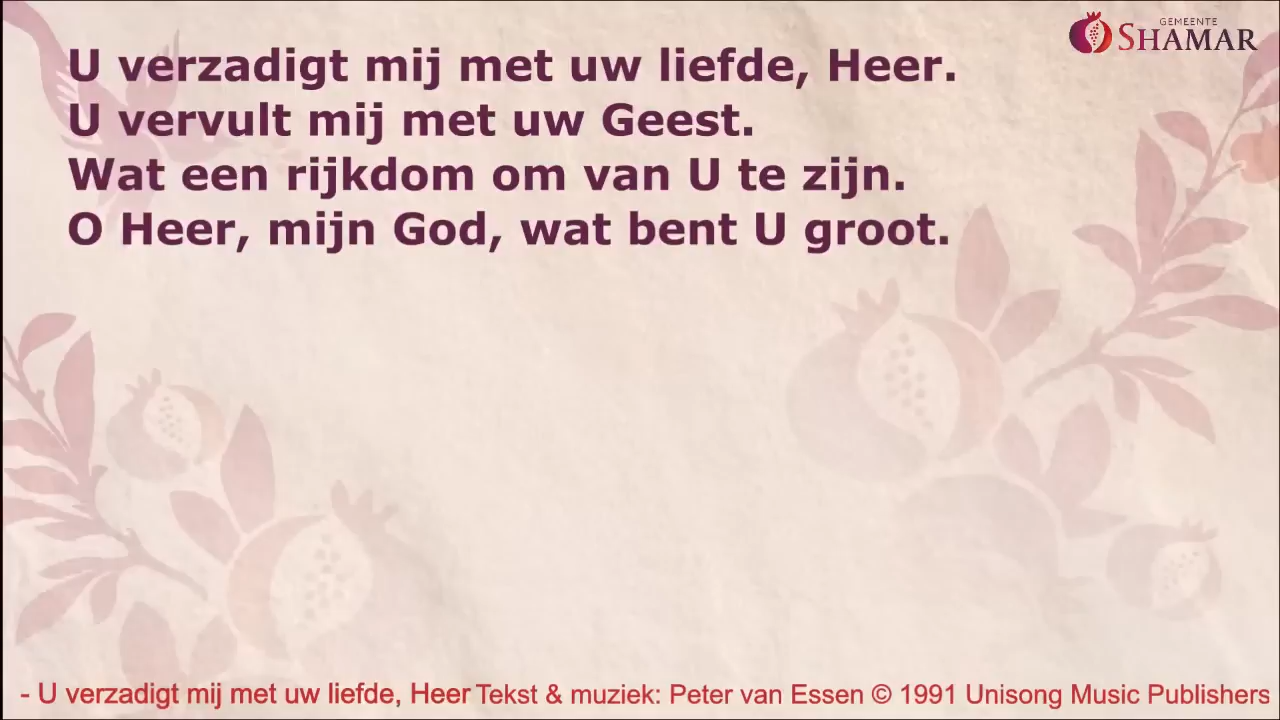 GEMEENTE
SHAMAR
U verzadigt mij met uw liefde, Heer.
U vervult mij met uw Geest.
Wat een rijkdom om van U te zijn.
O Heer, mijn God, wat bent U groot.
- U verzadigt mij met uw liefde, Heer Tekst & muziek: Peter van Essen © 1991 Unisong Music Publishers